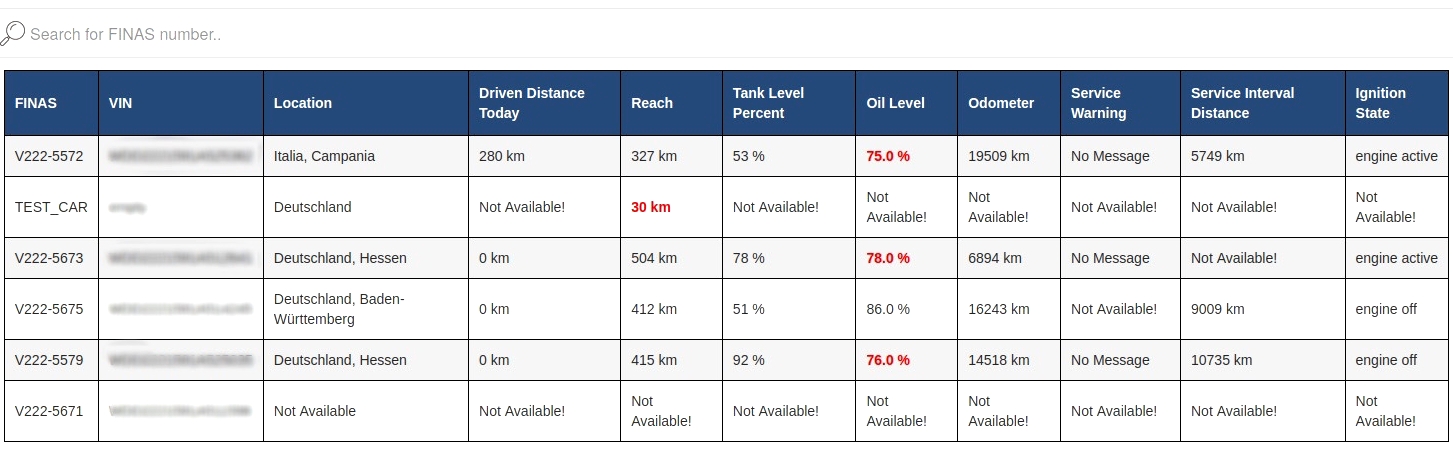 Search for FINAS number..
FINAS VIN Location Driven Distance Today Reach Tank Level Percent Oil Level Odometer Service Warning Service Interval Distance Ignition State
V222-5572 Italia, Campania 280 km 327 km 53 % 75.0 % 19509 km No Message 5749 km engine active
TEST_CAR Deutschland Not Available! 30 km Not Available! Not Available! Not Available! Not Available! Not Available! Not Available!
V222-5673 Deutschland, Hessen 0 km 504 km 78 % 78.0 % 6894 km No Message Not Available! engine active
V222-5675 Deutschland, Baden-Württemberg 0 km 412 km 51 % 86.0 % 16243 km Not Available! 9009 km engine off
V222-5579 Deutschland, Hessen 0 km 415 km 92 % 76.0 % 14518 km No Message 10735 km engine off
V222-5671 Not Available Not Available! Not Available! Not Available! Not Available! Not Available! Not Available! Not Available! Not Available!